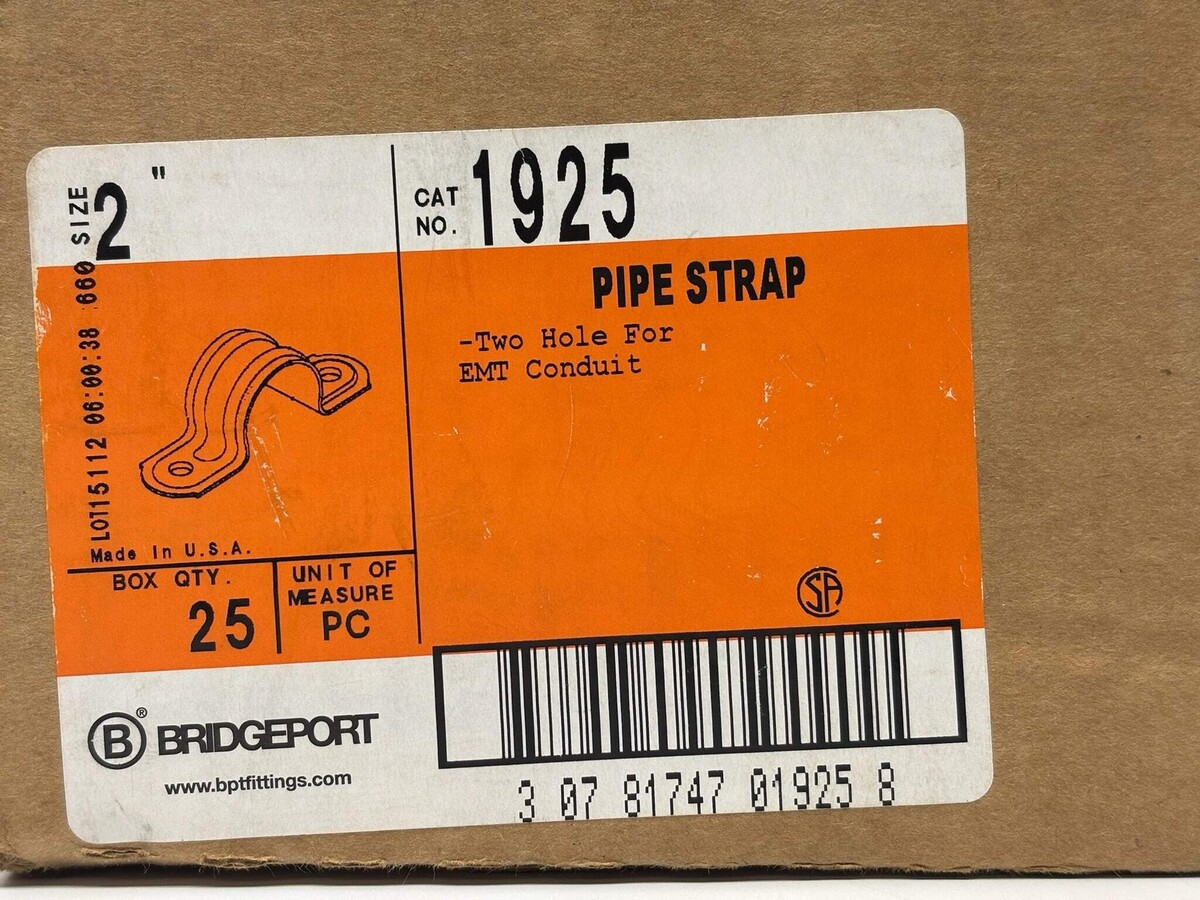 SIZE 2 "
CAT NO. 1925
PIPE STRAP
-Two Hole For
EMT Conduit
LOT15112 06:00:38 660
Made In U.S.A.
BOX QTY.
25
UNIT OF
MEASURE
PC
SA
B® BRIDGEPORT
www.bptfittings.com
3 07 81747 01925 8